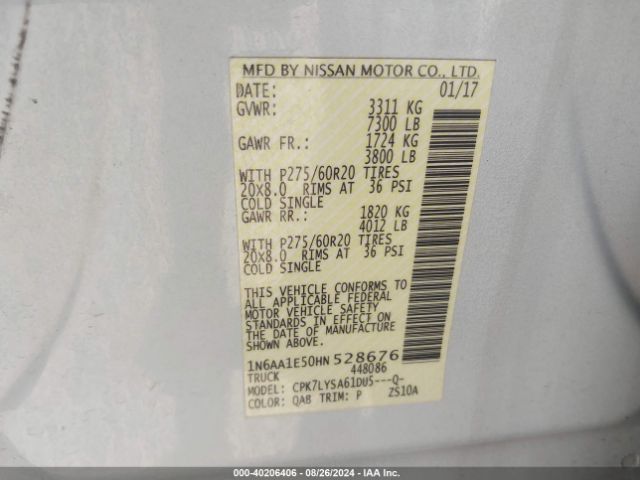 MFD BY NISSAN MOTOR CO., LTD.
DATE: 01/17
GVWR: 3311 KG
7300 LB
GAWR FR.: 1724 KG
3800 LB
WITH P275/60R20 TIRES
20X8.0 RIMS AT 36 PSI
COLD SINGLE
GAWR RR.: 1820 KG
4012 LB
WITH P275/60R20 TIRES
20X8.0 RIMS AT 36 PSI
COLD SINGLE
THIS VEHICLE CONFORMS TO
ALL APPLICABLE FEDERAL
MOTOR VEHICLE SAFETY
STANDARDS IN EFFECT ON
THE DATE OF MANUFACTURE
SHOWN ABOVE.
1N6AA1E50HN528676
TRUCK 448086
MODEL: CPK7LYSA61DU5---Q-
COLOR: QAB TRIM: P ZS10A
000-40206406 - 08/26/2024 - IAA Inc.